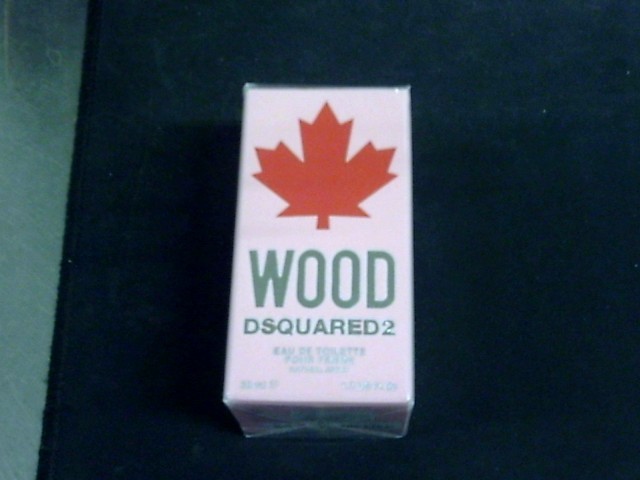 WOOD
DSQUARED2
EAU DE TOILETTE
POUR FEMME